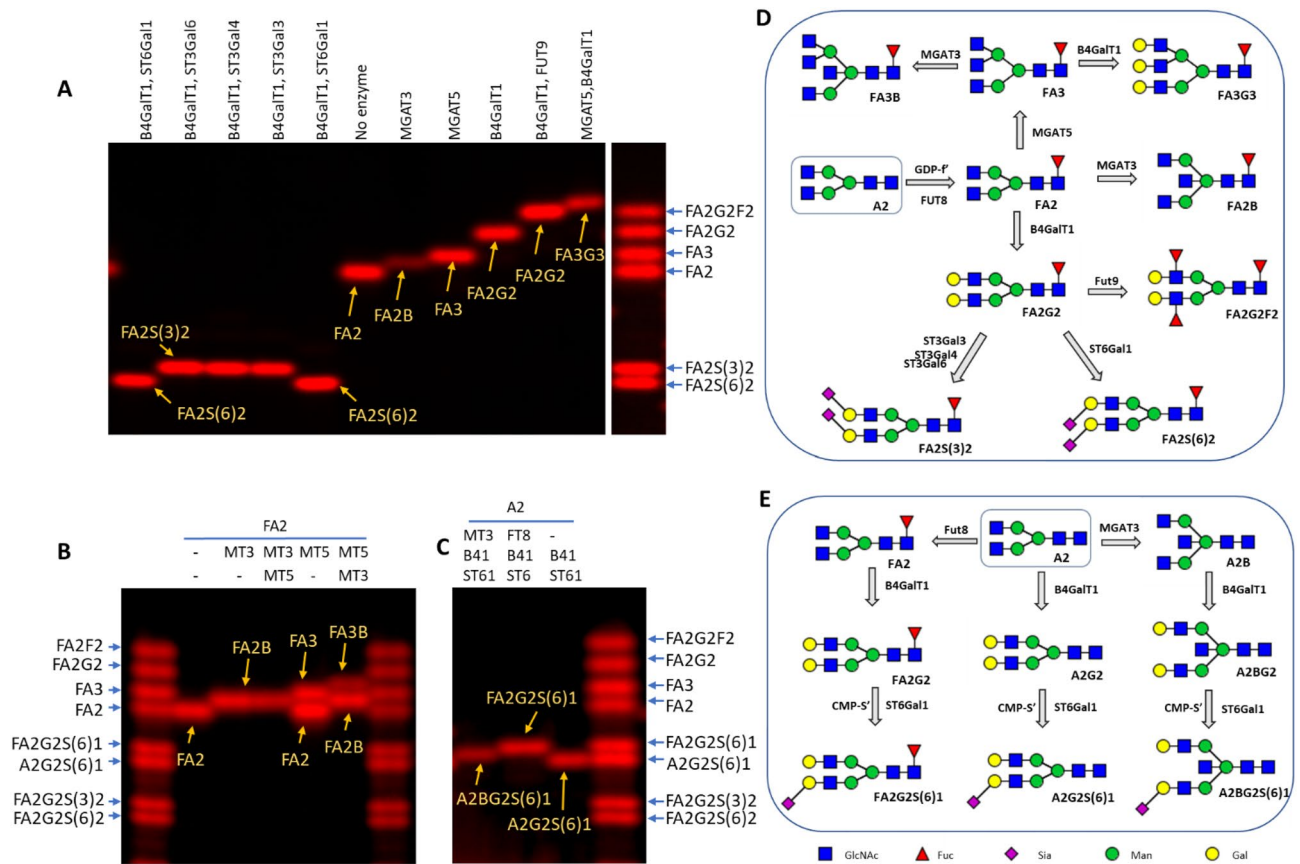 A
B4GalT1, ST6Gal1
B4GalT1, ST3Gal6
B4GalT1, ST3Gal4
B4GalT1, ST3Gal3
B4GalT1, ST6Gal1
No enzyme
MGAT3
MGAT5
B4GalT1
B4GalT1, FUT9
MGAT5,B4GalT1
FA2S(3)2
FA2S(6)2
FA2S(6)2
FA2
FA2B
FA3
FA2G2
FA2G2
FA3G3
FA2G2F2
FA2G2
FA3
FA2
FA2S(3)2
FA2S(6)2
D
FA3B
MGAT3
FA3
B4GalT1
FA3G3
MGAT5
A2
GDP-f'
FUT8
FA2
MGAT3
FA2B
B4GalT1
FA2G2
Fut9
FA2G2F2
ST3Gal3
ST3Gal4
ST3Gal6
ST6Gal1
FA2S(3)2
FA2S(6)2
B
FA2
- MT3 MT3 MT5 MT5
- - MT5 - MT3
FA2F2
FA2G2
FA3
FA2
FA2G2S(6)1
A2G2S(6)1
FA2G2S(3)2
FA2G2S(6)2
FA2
FA2B
FA3
FA2
FA3B
FA2B
C
A2
MT3 FT8 -
B41 B41 B41
ST61 ST6 ST61
A2BG2S(6)1
FA2G2S(6)1
A2G2S(6)1
FA2G2F2
FA2G2
FA3
FA2
FA2G2S(6)1
A2G2S(6)1
FA2G2S(3)2
FA2G2S(6)2
E
FA2
Fut8
A2
MGAT3
A2B
B4GalT1
B4GalT1
B4GalT1
FA2G2
A2G2
A2BG2
CMP-S' ST6Gal1
CMP-S' ST6Gal1
CMP-S' ST6Gal1
FA2G2S(6)1
A2G2S(6)1
A2BG2S(6)1
GlcNAc
Fuc
Sia
Man
Gal